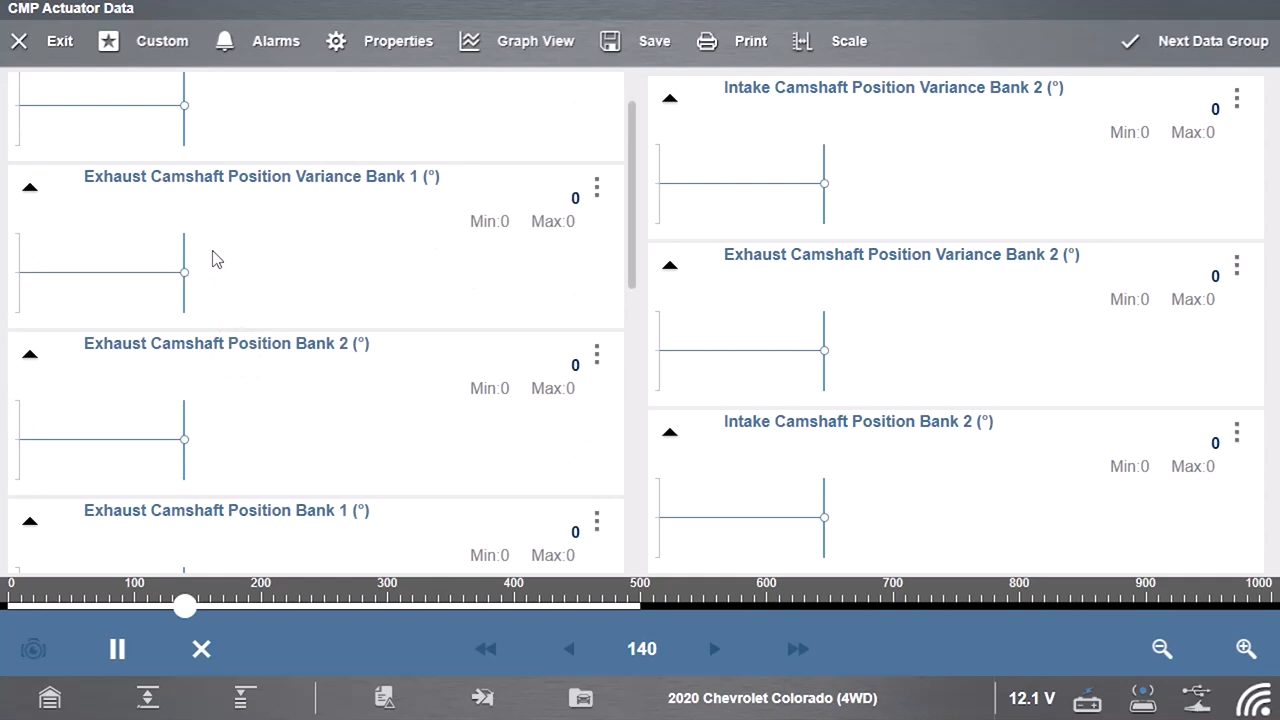 CMP Actuator Data
Exit Custom Alarms Properties Graph View Save Print Scale Next Data Group
Exhaust Camshaft Position Variance Bank 1 (°)
0
Min:0 Max:0
Exhaust Camshaft Position Bank 2 (°)
0
Min:0 Max:0
Exhaust Camshaft Position Bank 1 (°)
0
Min:0 Max:0
Intake Camshaft Position Variance Bank 2 (°)
0
Min:0 Max:0
Exhaust Camshaft Position Variance Bank 2 (°)
0
Min:0 Max:0
Intake Camshaft Position Bank 2 (°)
0
Min:0 Max:0
0 100 200 300 400 500 600 700 800 900 1000
140
2020 Chevrolet Colorado (4WD) 12.1 V